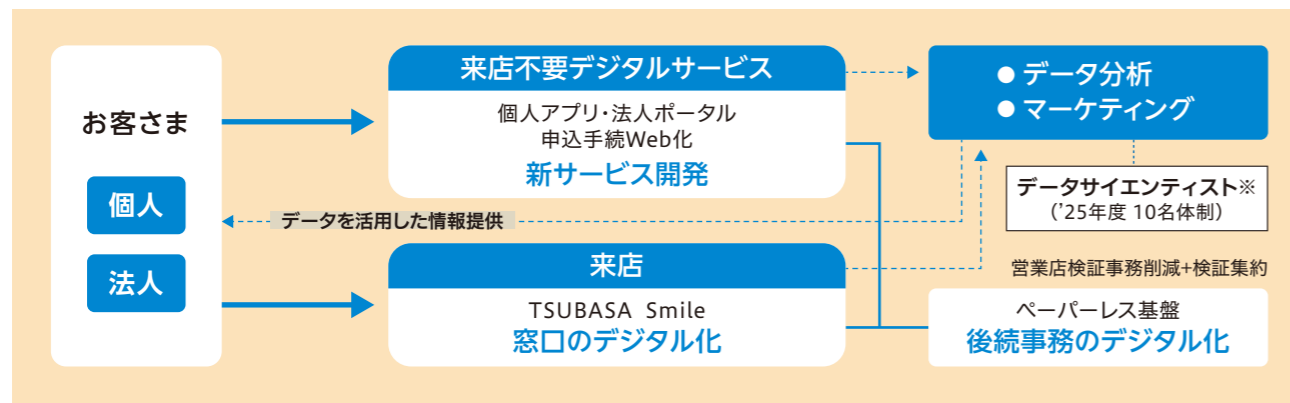 お客さま
個人
法人
来店不要デジタルサービス
個人アプリ・法人ポータル
申込手続Web化
新サービス開発
データを活用した情報提供
来店
TSUBASA Smile
窓口のデジタル化
● データ分析
● マーケティング
データサイエンティスト※
（’25年度 10名体制）
営業店検証事務削減+検証集約
ペーパーレス基盤
後続事務のデジタル化